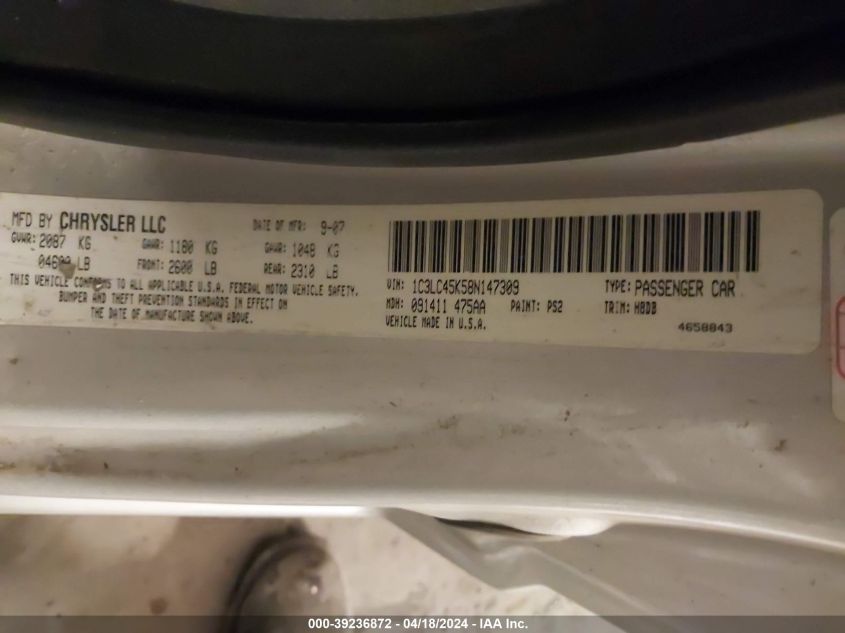 MFD BY CHRYSLER LLC DATE OF MFR: 9-07
GVWR: 2087 KG GAWR: 1180 KG GAWR: 1048 KG
04600 LB FRONT: 2600 LB REAR: 2310 LB
THIS VEHICLE CONFORMS TO ALL APPLICABLE U.S.A. FEDERAL MOTOR VEHICLE SAFETY,
BUMPER AND THEFT PREVENTION STANDARDS IN EFFECT ON
THE DATE OF MANUFACTURE SHOWN ABOVE.
VIN: 1C3LC45K58N147309 TYPE: PASSENGER CAR
MDH: 091411 475AA PAINT: PS2 TRIM: H8DB
VEHICLE MADE IN U.S.A. 4658843
000-39236872 / 04/18/2024 - IAA Inc.